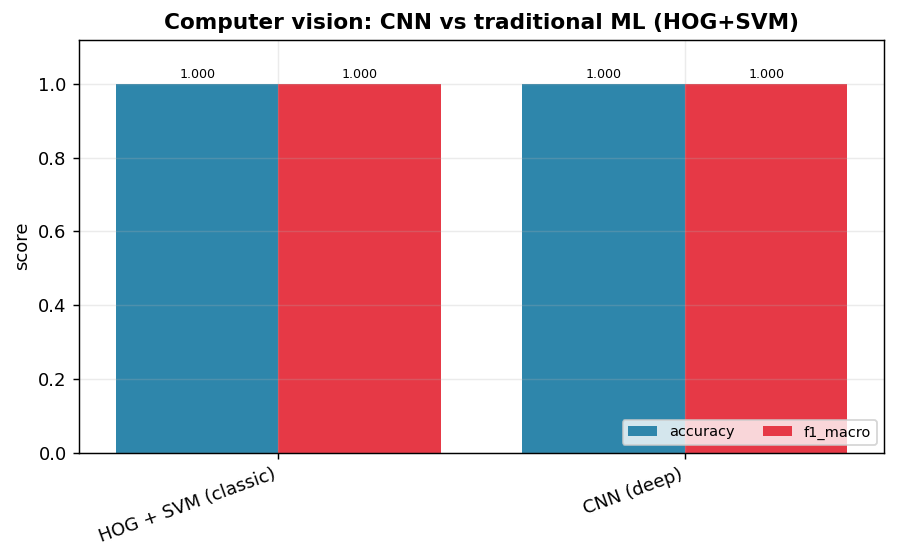 Computer vision: CNN vs traditional ML (HOG+SVM)
1.000 1.000 1.000 1.000
1.0
0.8
0.6
0.4
0.2
0.0
score
accuracy f1_macro
HOG + SVM (classic) CNN (deep)